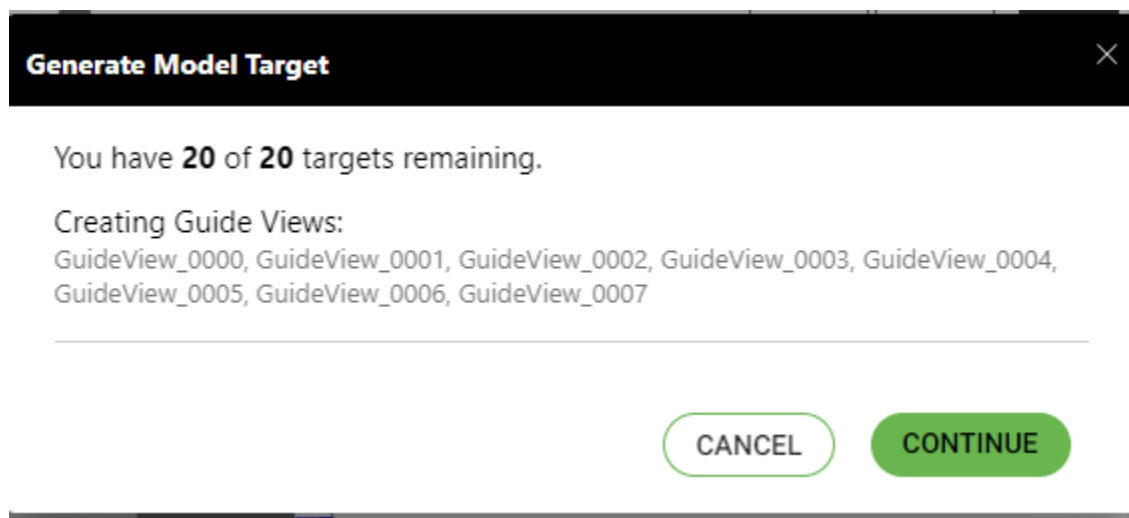 Generate Model Target
You have 20 of 20 targets remaining.
Creating Guide Views:
GuideView_0000, GuideView_0001, GuideView_0002, GuideView_0003, GuideView_0004,
GuideView_0005, GuideView_0006, GuideView_0007
CANCEL
CONTINUE